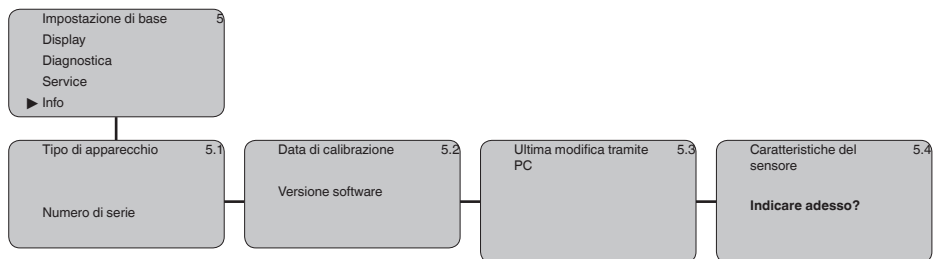 Impostazione di base 5
Display
Diagnostica
Service
▶ Info
Tipo di apparecchio 5.1
Numero di serie
Data di calibrazione 5.2
Versione software
Ultima modifica tramite 5.3
PC
Caratteristiche del 5.4
sensore
Indicare adesso?